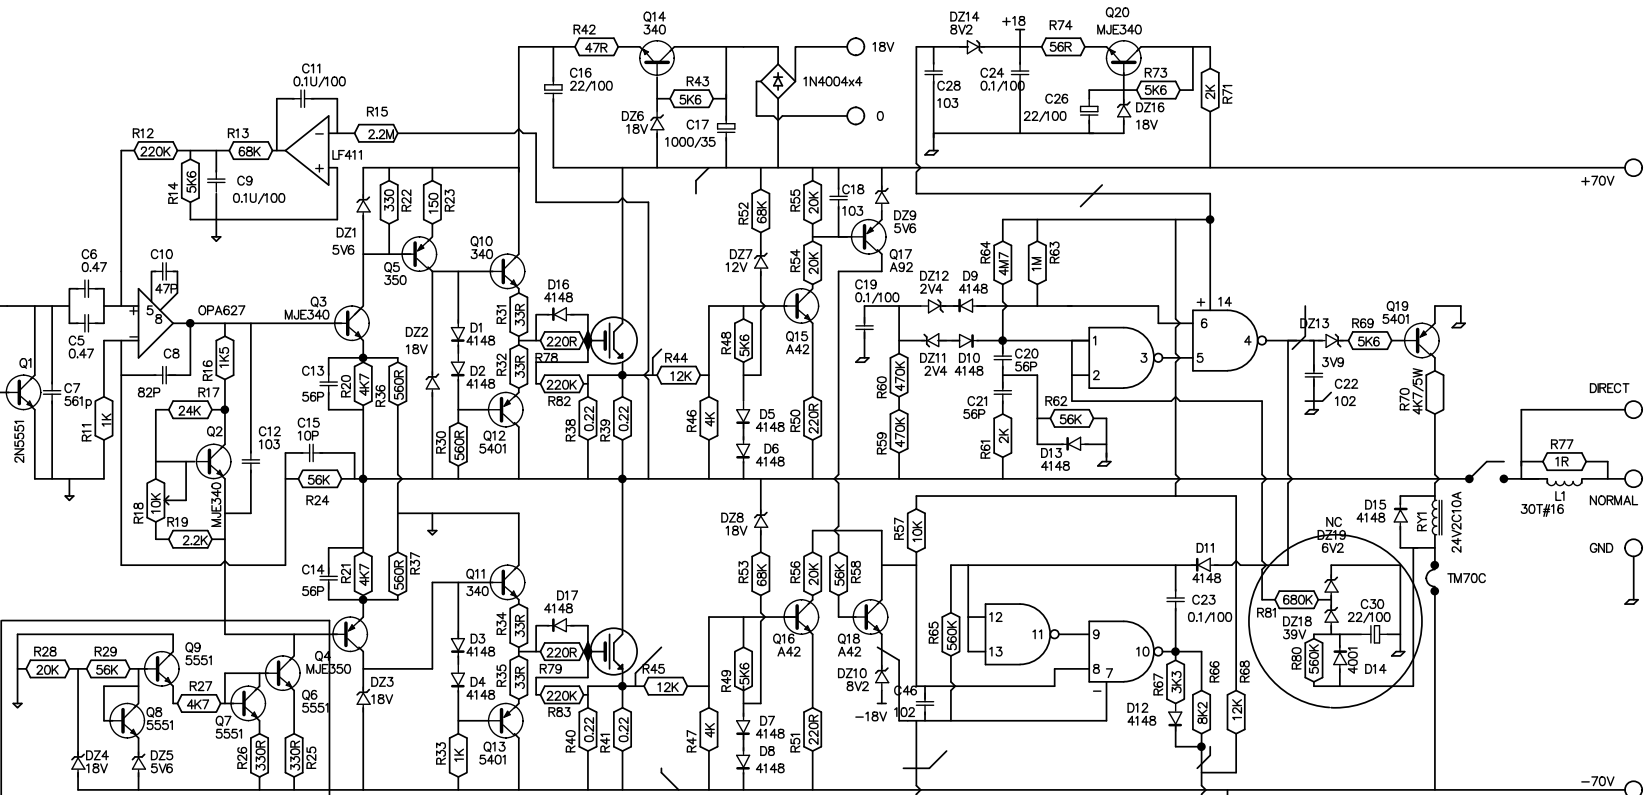 Q14
340
R42
47R
C16
22/100
R43
5K6
DZ6
18V
C17
1000/35
1N4004x4
18V
0
DZ14
8V2
+18
R74
56R
Q20
MJE340
C28
103
C24
0.1/100
C26
22/100
R73
5K6
DZ16
18V
R71
2K
C11
0.1U/100
R15
2.2M
R12
220K
R13
68K
LF411
R14
5K6
C9
0.1U/100
+70V
DZ1
5V6
R22
330
R23
150
Q5
350
Q10
340
R52
68K
R55
20K
C18
103
DZ9
5V6
R54
20K
Q17
A92
DZ7
12V
R64
4M7
R63
1M
C6
0.47
C10
47P
OPA627
5
8
C5
0.47
C8
82P
Q3
MJE340
DZ2
18V
D1
4148
D2
4148
R31
33R
R32
33R
D16
4148
220R
R78
220K
R82
R44
12K
Q15
A42
R48
5K6
C19
0.1/100
DZ12
2V4
D9
4148
DZ11
2V4
D10
4148
+
14
6
5
4
1
2
3
DZ13
3V9
R69
5K6
Q19
5401
C22
102
R70
4K7/5W
Q1
2N5551
C7
561p
R11
1K
R16
1K5
R17
24K
Q2
MJE340
C12
103
C13
56P
R20
4K7
R36
560R
C15
10P
56K
R24
R18
10K
R19
2.2K
R30
560R
Q12
5401
R38
0.22
R39
0.22
R46
4K
D5
4148
D6
4148
R50
220R
R60
470K
R59
470K
C20
56P
C21
56P
R61
2K
R62
56K
D13
4148
DIRECT
R77
1R
L1
30T#16
NORMAL
GND
C14
56P
R21
4K7
R37
560R
Q11
340
DZ8
18V
R53
68K
R56
20K
R58
56K
R57
10K
D15
4148
RY1
24V2C10A
TM70C
NC
DZ19
6V2
R81
680K
DZ18
39V
C30
22/100
R80
560K
4001
D14
D11
4148
C23
0.1/100
R65
560K
12
13
11
9
8
7
10
R67
3K3
R66
8K2
R68
12K
D12
4148
R28
20K
R29
56K
Q9
5551
Q4
MJE350
R27
4K7
Q8
5551
Q7
5551
Q6
5551
DZ3
18V
DZ4
18V
DZ5
5V6
R26
330R
R25
330R
D3
4148
D4
4148
R34
33R
R35
33R
D17
4148
220R
R79
220K
R83
R45
12K
R33
1K
Q13
5401
R40
0.22
R41
0.22
R47
4K
R49
5K6
D7
4148
D8
4148
Q16
A42
R51
220R
Q18
A42
DZ10
8V2
-18V
C46
102
-70V